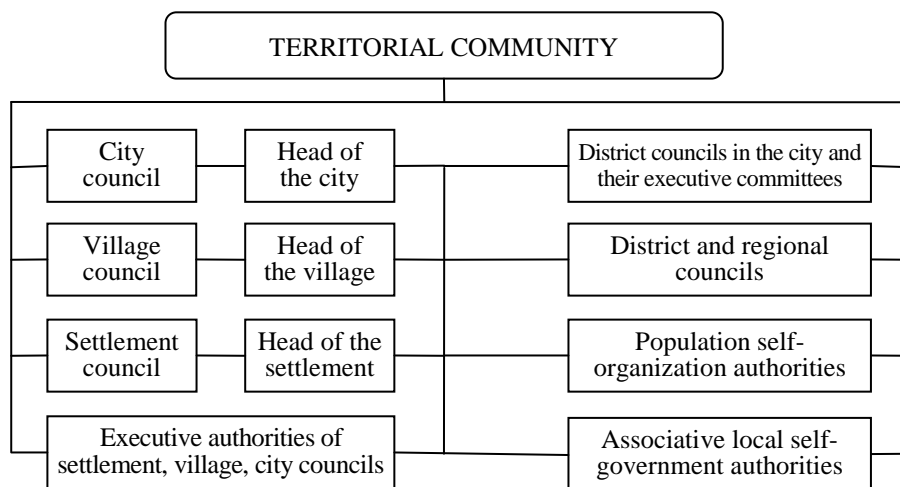 TERRITORIAL COMMUNITY
City
council
Head of
the city
District councils in the city and
their executive committees
Village
council
Head of
the village
District and regional
councils
Settlement
council
Head of the
settlement
Population self-
organization authorities
Executive authorities of
settlement, village, city councils
Associative local self-
government authorities